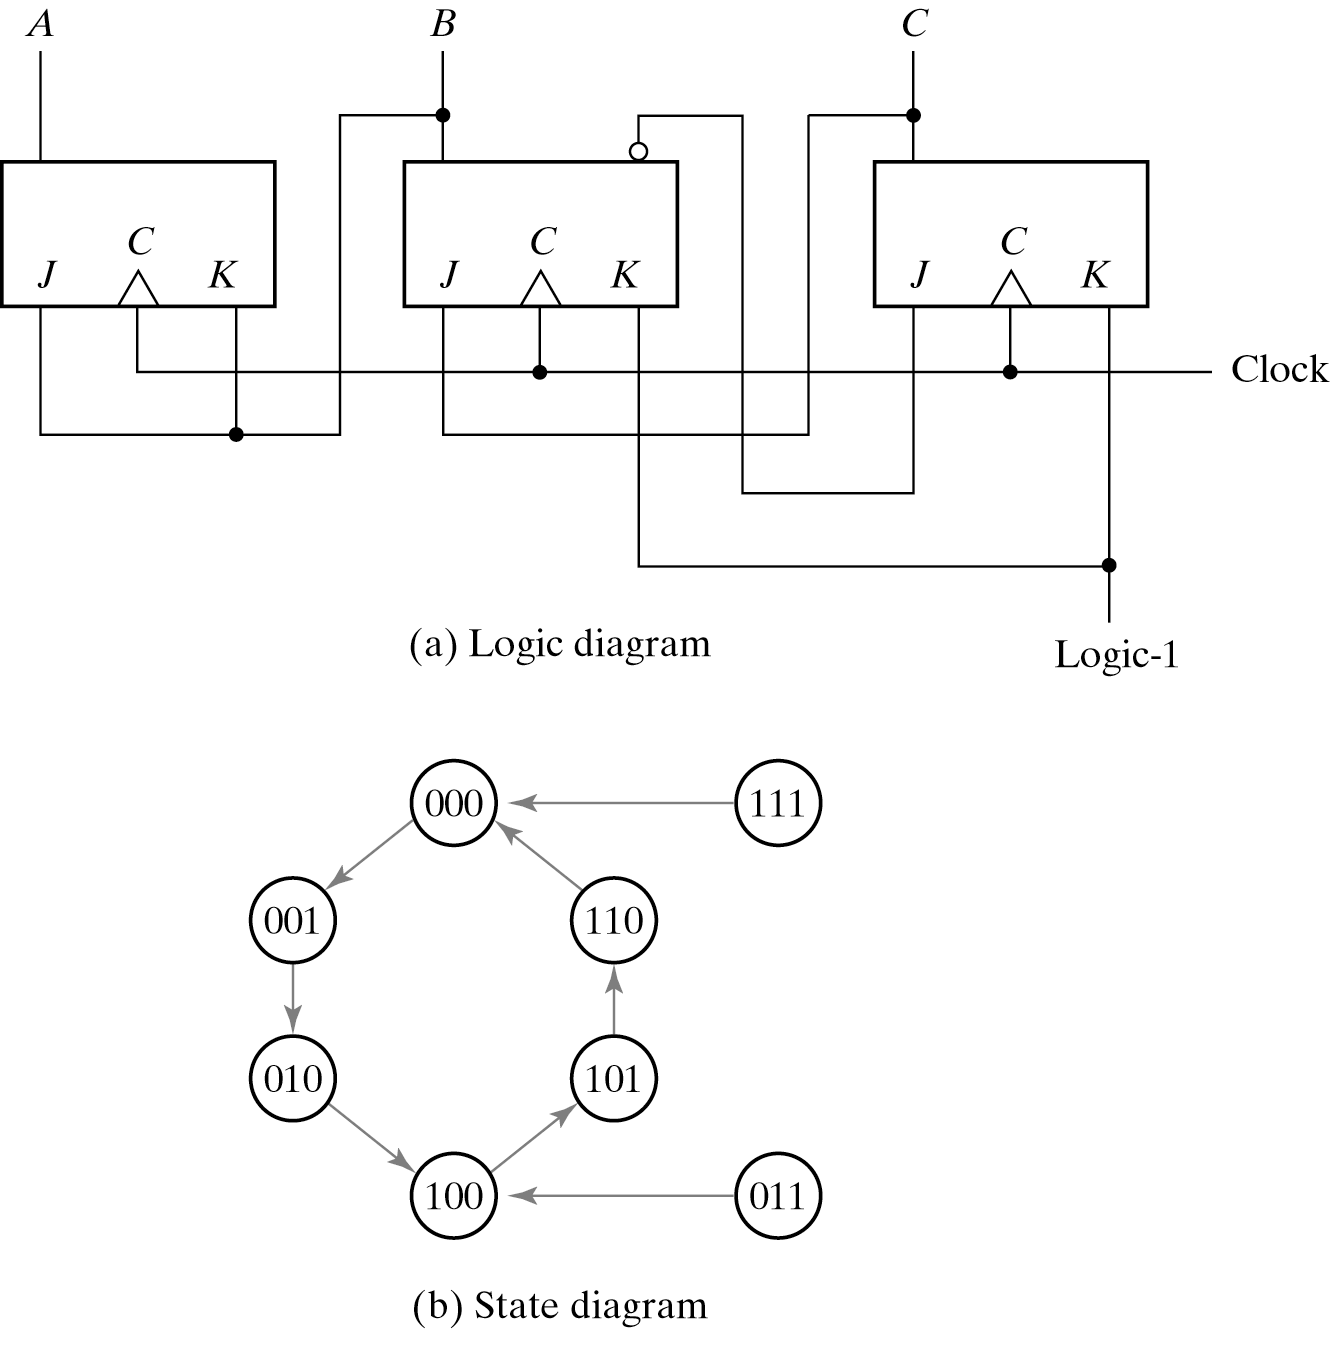 A B C
C C C
J K J K J K
Clock
(a) Logic diagram
Logic-1
000 111
001 110
010 101
100 011
(b) State diagram